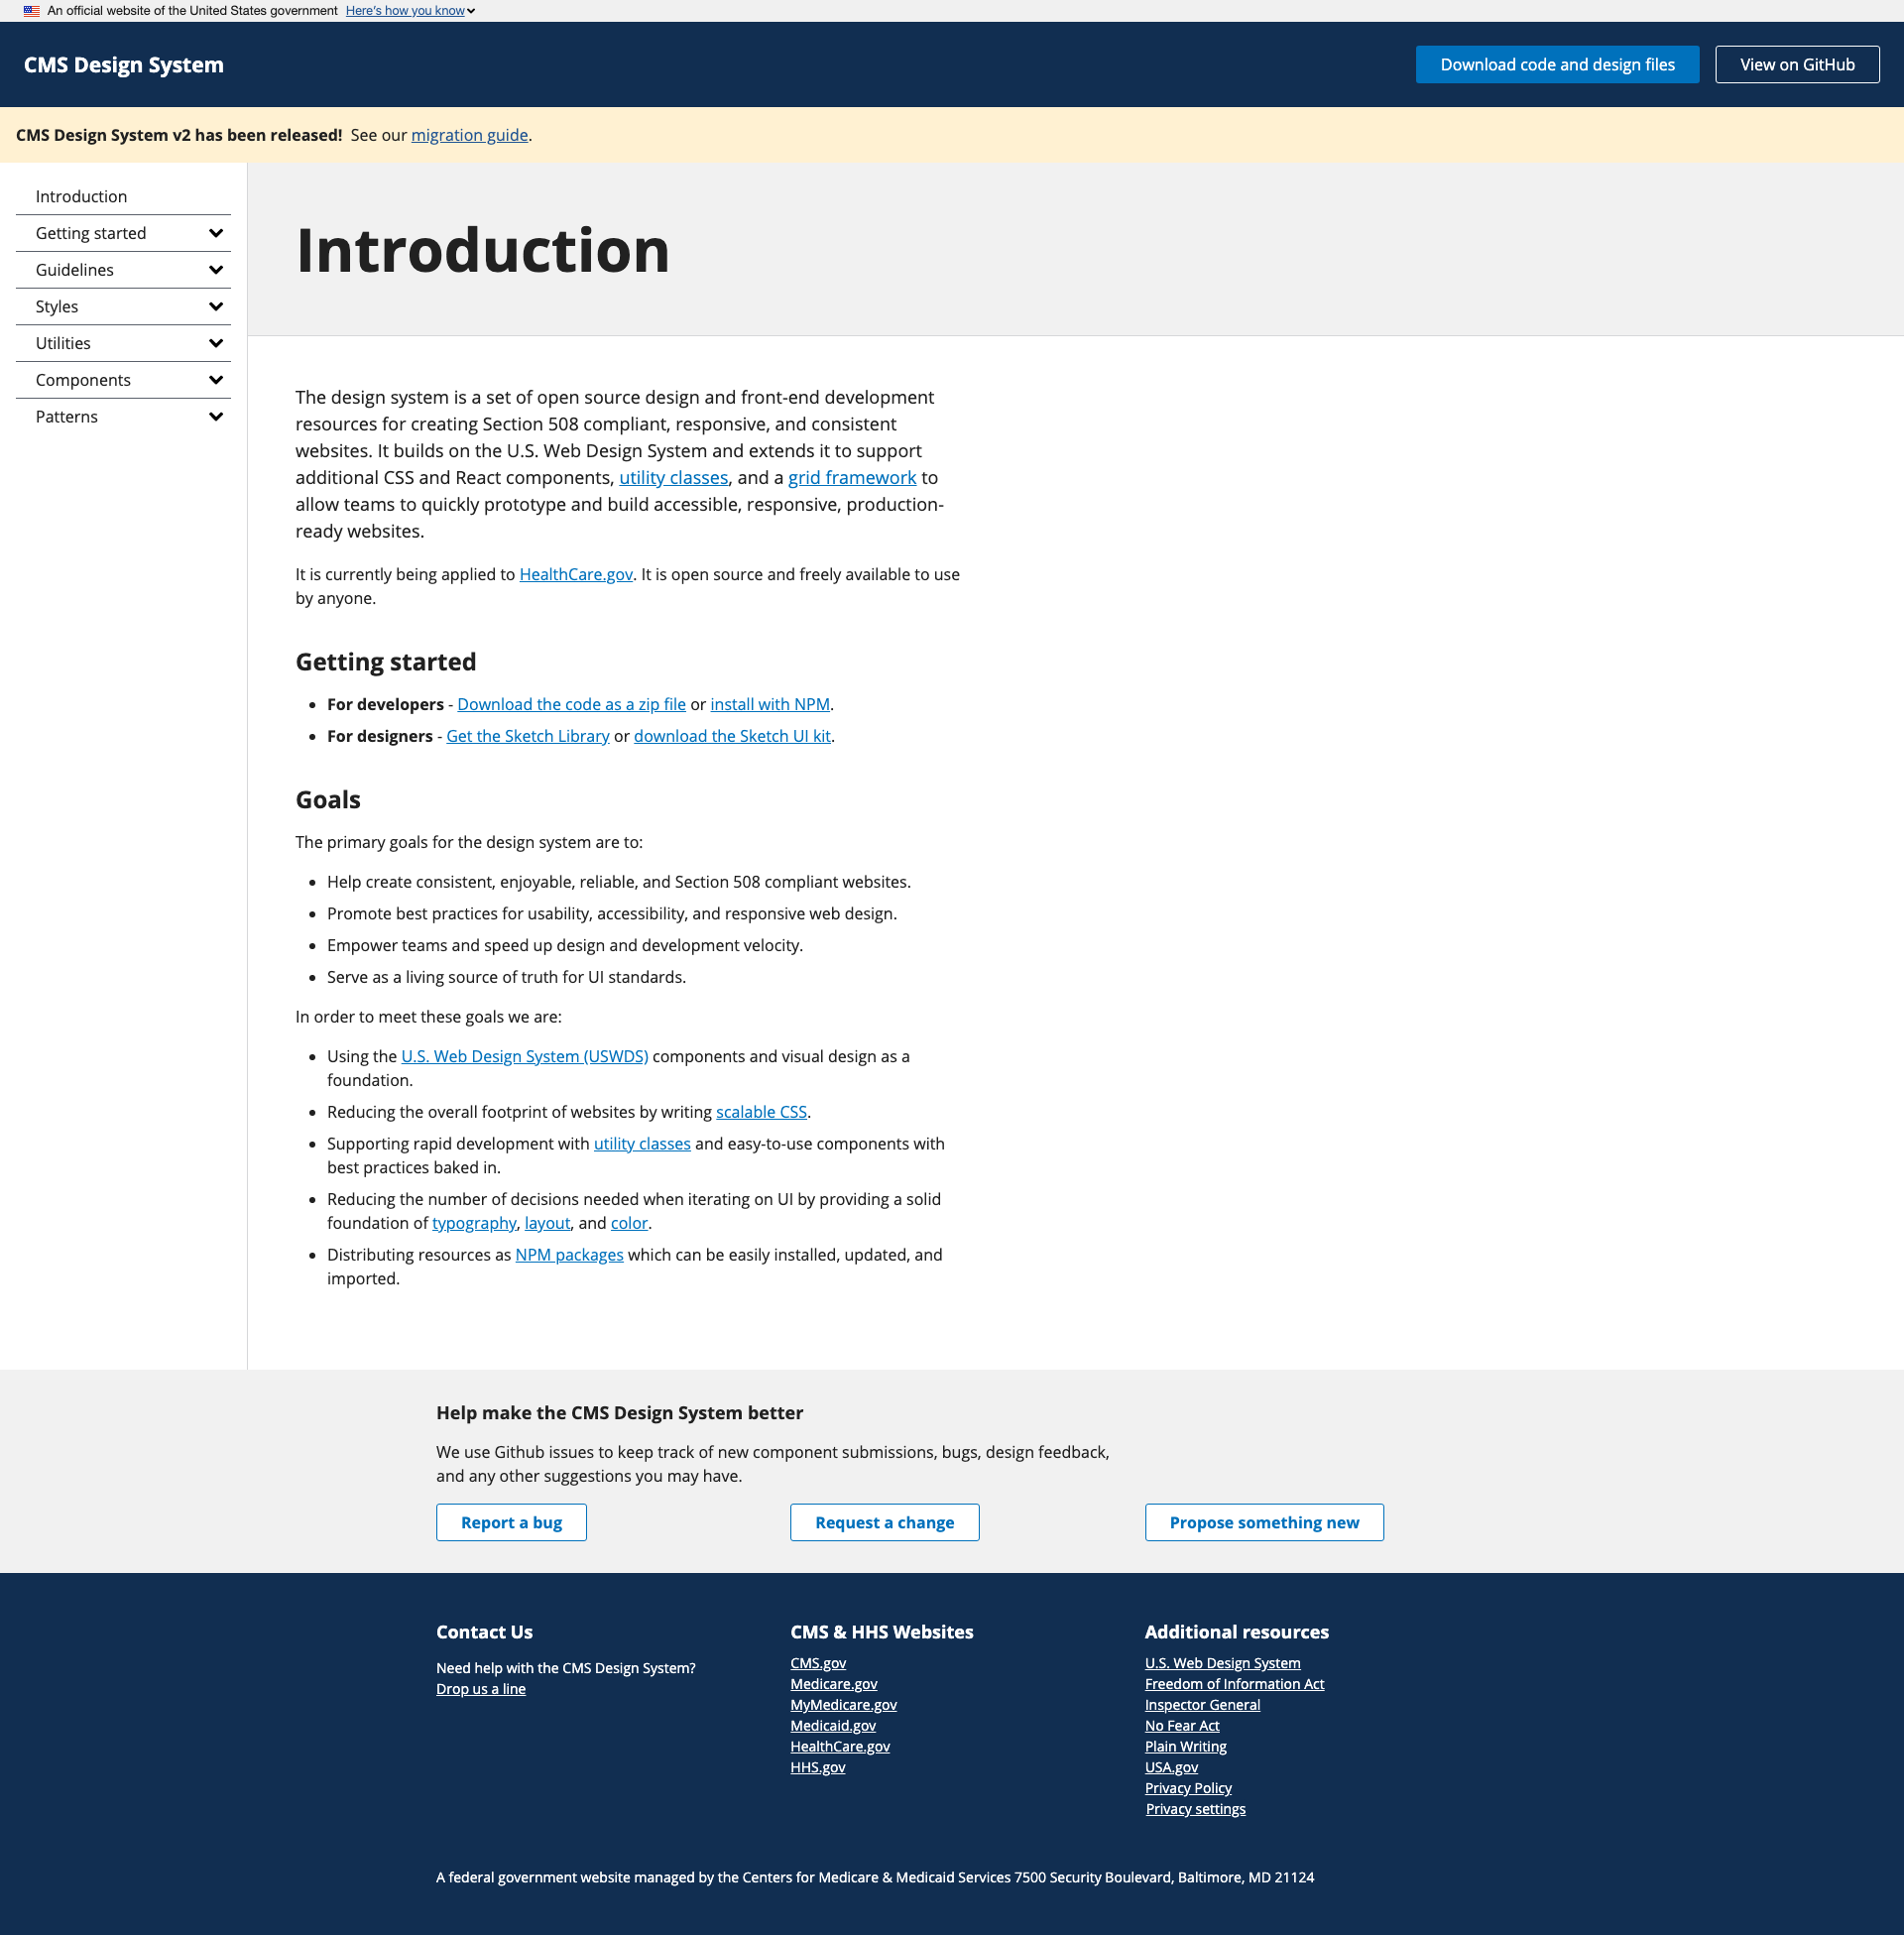 An official website of the United States government Here's how you know
CMS Design System
Download code and design files
View on GitHub
CMS Design System v2 has been released! See our migration guide.
Introduction
Getting started
Guidelines
Styles
Utilities
Components
Patterns
Introduction
The design system is a set of open source design and front-end development
resources for creating Section 508 compliant, responsive, and consistent
websites. It builds on the U.S. Web Design System and extends it to support
additional CSS and React components, utility classes, and a grid framework to
allow teams to quickly prototype and build accessible, responsive, production-
ready websites.
It is currently being applied to HealthCare.gov. It is open source and freely available to use
by anyone.
Getting started
• For developers - Download the code as a zip file or install with NPM.
• For designers - Get the Sketch Library or download the Sketch UI kit.
Goals
The primary goals for the design system are to:
• Help create consistent, enjoyable, reliable, and Section 508 compliant websites.
• Promote best practices for usability, accessibility, and responsive web design.
• Empower teams and speed up design and development velocity.
• Serve as a living source of truth for UI standards.
In order to meet these goals we are:
• Using the U.S. Web Design System (USWDS) components and visual design as a
foundation.
• Reducing the overall footprint of websites by writing scalable CSS.
• Supporting rapid development with utility classes and easy-to-use components with
best practices baked in.
• Reducing the number of decisions needed when iterating on UI by providing a solid
foundation of typography, layout, and color.
• Distributing resources as NPM packages which can be easily installed, updated, and
imported.
Help make the CMS Design System better
We use Github issues to keep track of new component submissions, bugs, design feedback,
and any other suggestions you may have.
Report a bug
Request a change
Propose something new
Contact Us
Need help with the CMS Design System?
Drop us a line
CMS & HHS Websites
CMS.gov
Medicare.gov
MyMedicare.gov
Medicaid.gov
HealthCare.gov
HHS.gov
Additional resources
U.S. Web Design System
Freedom of Information Act
Inspector General
No Fear Act
Plain Writing
USA.gov
Privacy Policy
Privacy settings
A federal government website managed by the Centers for Medicare & Medicaid Services 7500 Security Boulevard, Baltimore, MD 21124